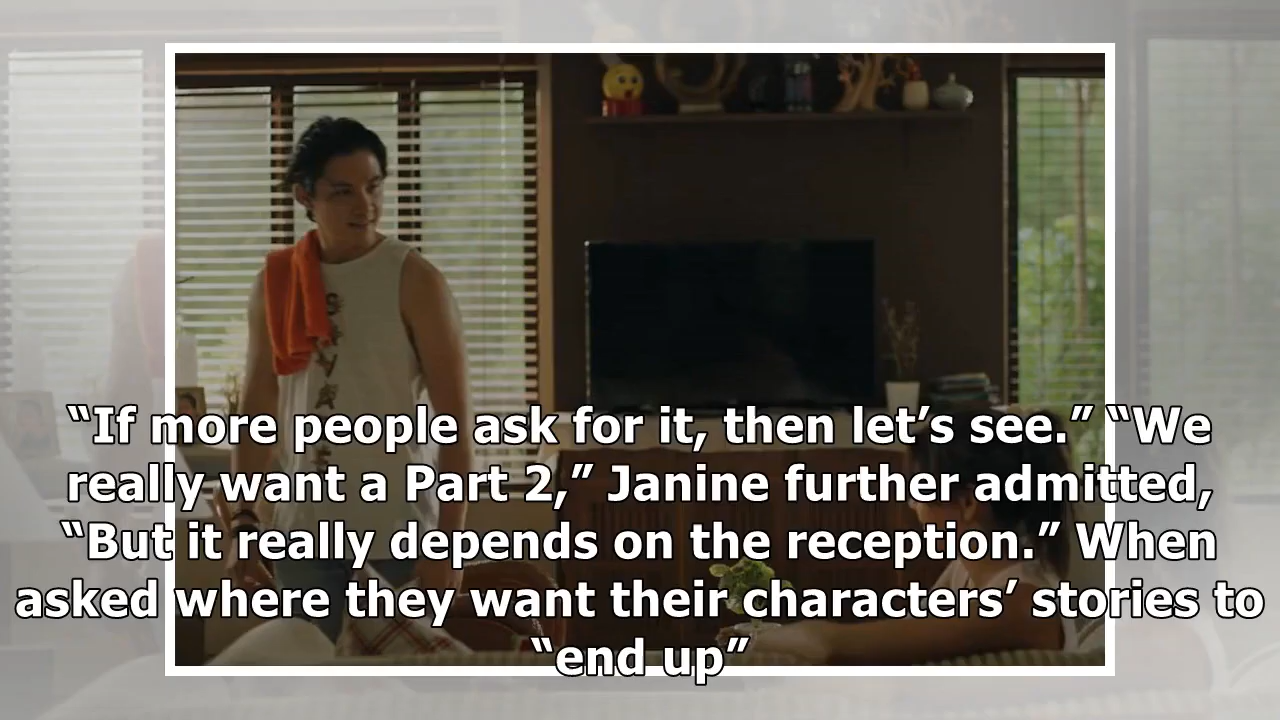 “If more people ask for it, then let’s see.” “We
really want a Part 2,” Janine further admitted,
“But it really depends on the reception.” When
asked where they want their characters’ stories to
“end up”